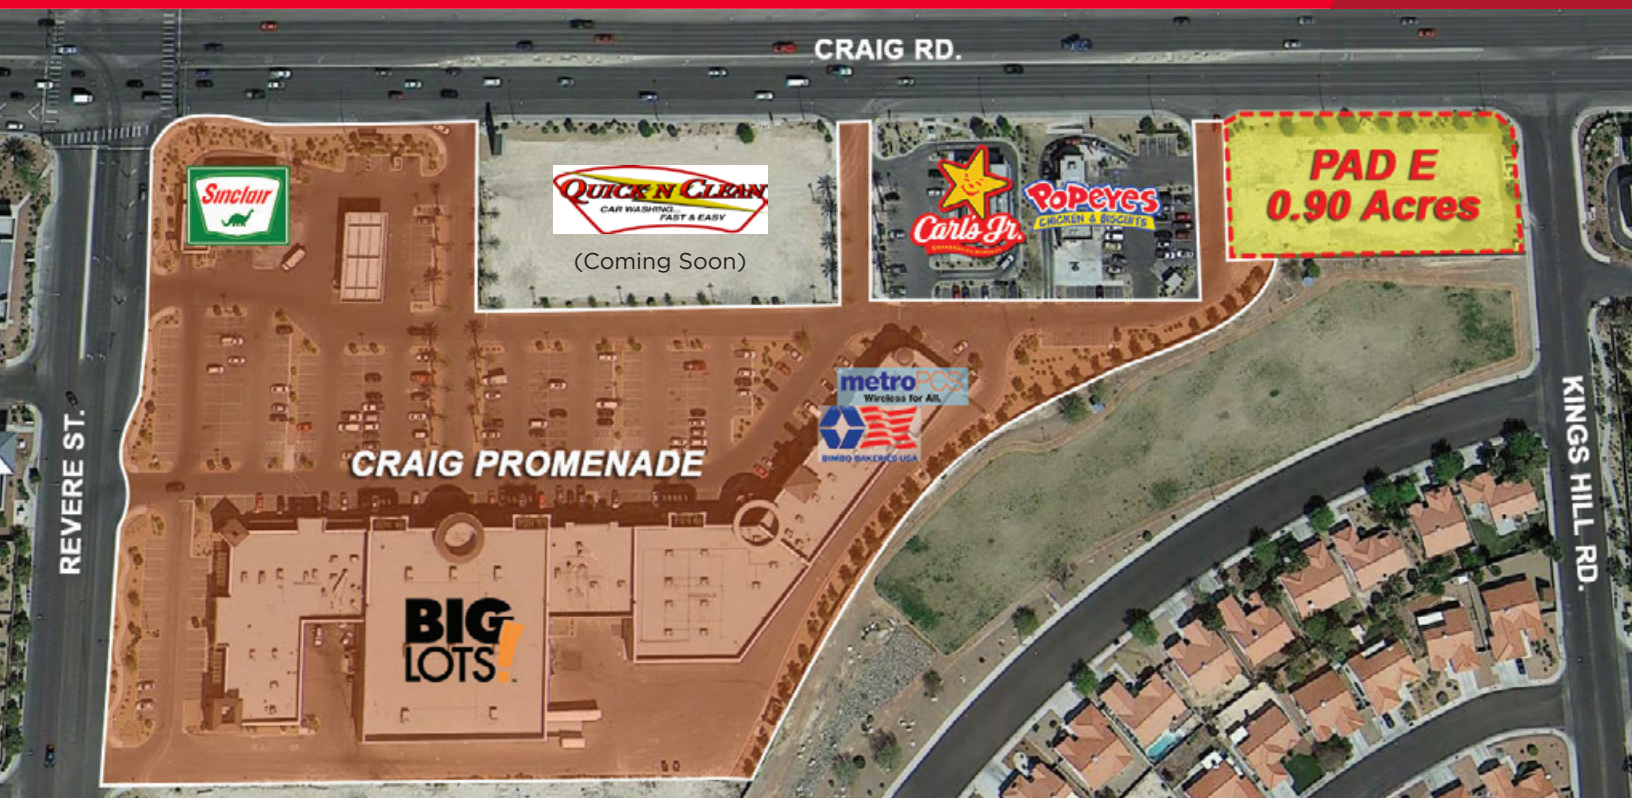 CRAIG RD.
Sinclair
QUICK N CLEAN
CAR WASHING...
FAST & EASY
(Coming Soon)
Carl's Jr.
POPEYES
CHICKEN & BISCUITS
PAD E
0.90 Acres
metroPCS
Wireless for All.
BIMBO BAKERIES USA
CRAIG PROMENADE
REVERE ST.
KINGS HILL RD.
BIG
LOTS!